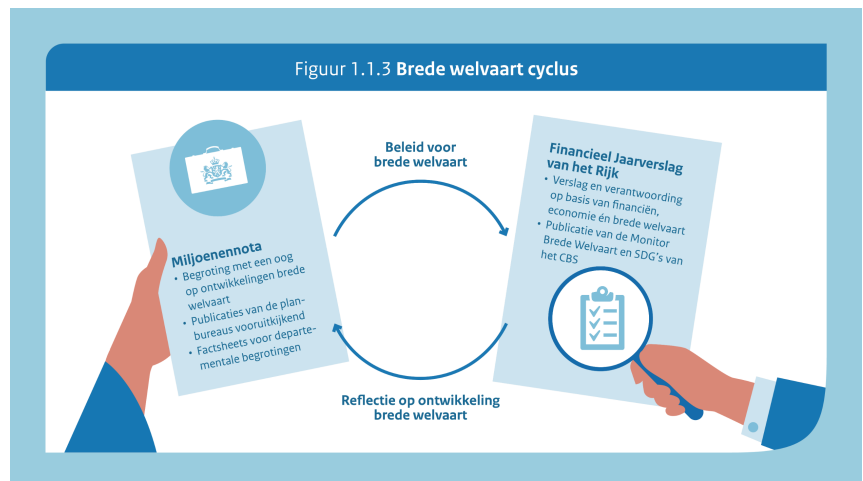 Figuur 1.1.3 Brede welvaart cyclus
Miljoenennota
• Begroting met een oog
op ontwikkelingen brede
welvaart
• Publicaties van de plan-
bureaus vooruitkijkend
• Factsheets voor departe-
mentale begrotingen
Beleid voor
brede welvaart
Financieel Jaarverslag
van het Rijk
• Verslag en verantwoording
op basis van financiën,
economie én brede welvaart
• Publicatie van de Monitor
Brede Welvaart en SDG's van
het CBS
Reflectie op ontwikkeling
brede welvaart